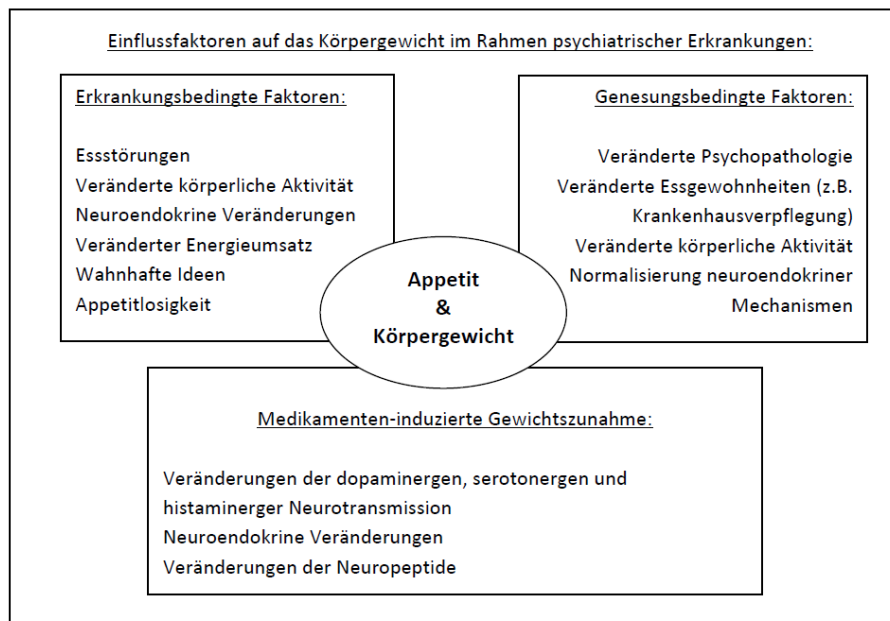 Einflussfaktoren auf das Körpergewicht im Rahmen psychiatrischer Erkrankungen:
Erkrankungsbedingte Faktoren:
Essstörungen
Veränderte körperliche Aktivität
Neuroendokrine Veränderungen
Veränderter Energieumsatz
Wahnhafte Ideen
Appetitlosigkeit
Genesungsbedingte Faktoren:
Veränderte Psychopathologie
Veränderte Essgewohnheiten (z.B.
Krankenhausverpflegung)
Veränderte körperliche Aktivität
Normalisierung neuroendokriner
Mechanismen
Appetit
&
Körpergewicht
Medikamenten-induzierte Gewichtszunahme:
Veränderungen der dopaminergen, serotonergen und
histaminerger Neurotransmission
Neuroendokrine Veränderungen
Veränderungen der Neuropeptide